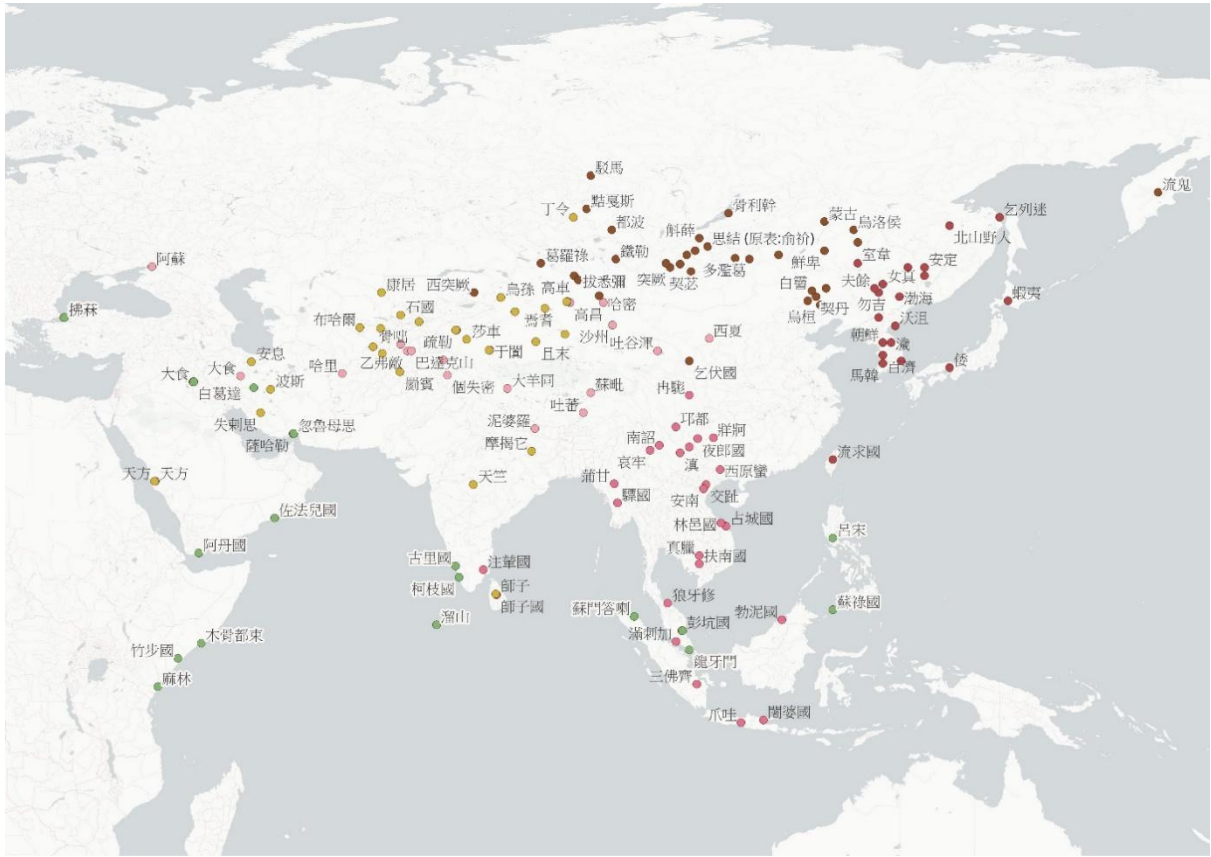 駁馬
黠戛斯
丁令
都波
骨利幹
流鬼
蒙古
烏洛侯
乞列迷
北山野人
斛薛
思結 (原表:俞祄)
鐵勒
葛羅祿
阿蘇
突厥
契苾
多濫葛
鮮卑
室韋
安定
女真
夫餘
白霫
拔悉彌
高車
烏孫
西突厥
康居
哈密
高昌
焉耆
石國
布哈爾
拂菻
烏桓
契丹
勿吉
渤海
蝦夷
沃沮
朝鮮
濊
沙州
吐谷渾
西夏
莎車
疏勒
于闐
且末
乙弗敵
巴達克山
罽賓
個失密
大羊同
蘇毗
乞伏國
馬韓
百濟
倭
安息
大食
大食
白葛達
波斯
哈里
失剌思
忽魯母思
薩哈勒
冉駹
吐蕃
泥婆羅
摩揭它
邛都
牂牁
南詔
夜郎國
哀牢
滇
西原蠻
流求國
天方
天方
天竺
蒲甘
驃國
安南
交趾
佐法兒國
林邑國
占城國
阿丹國
呂宋
真臘
扶南國
古里國
注輦國
柯枝國
師子
師子國
狼牙修
蘇門答喇
勃泥國
蘇祿國
溜山
彭坑國
滿剌加
龍牙門
木骨都束
竹步國
麻林
三佛齊
爪哇
闍婆國